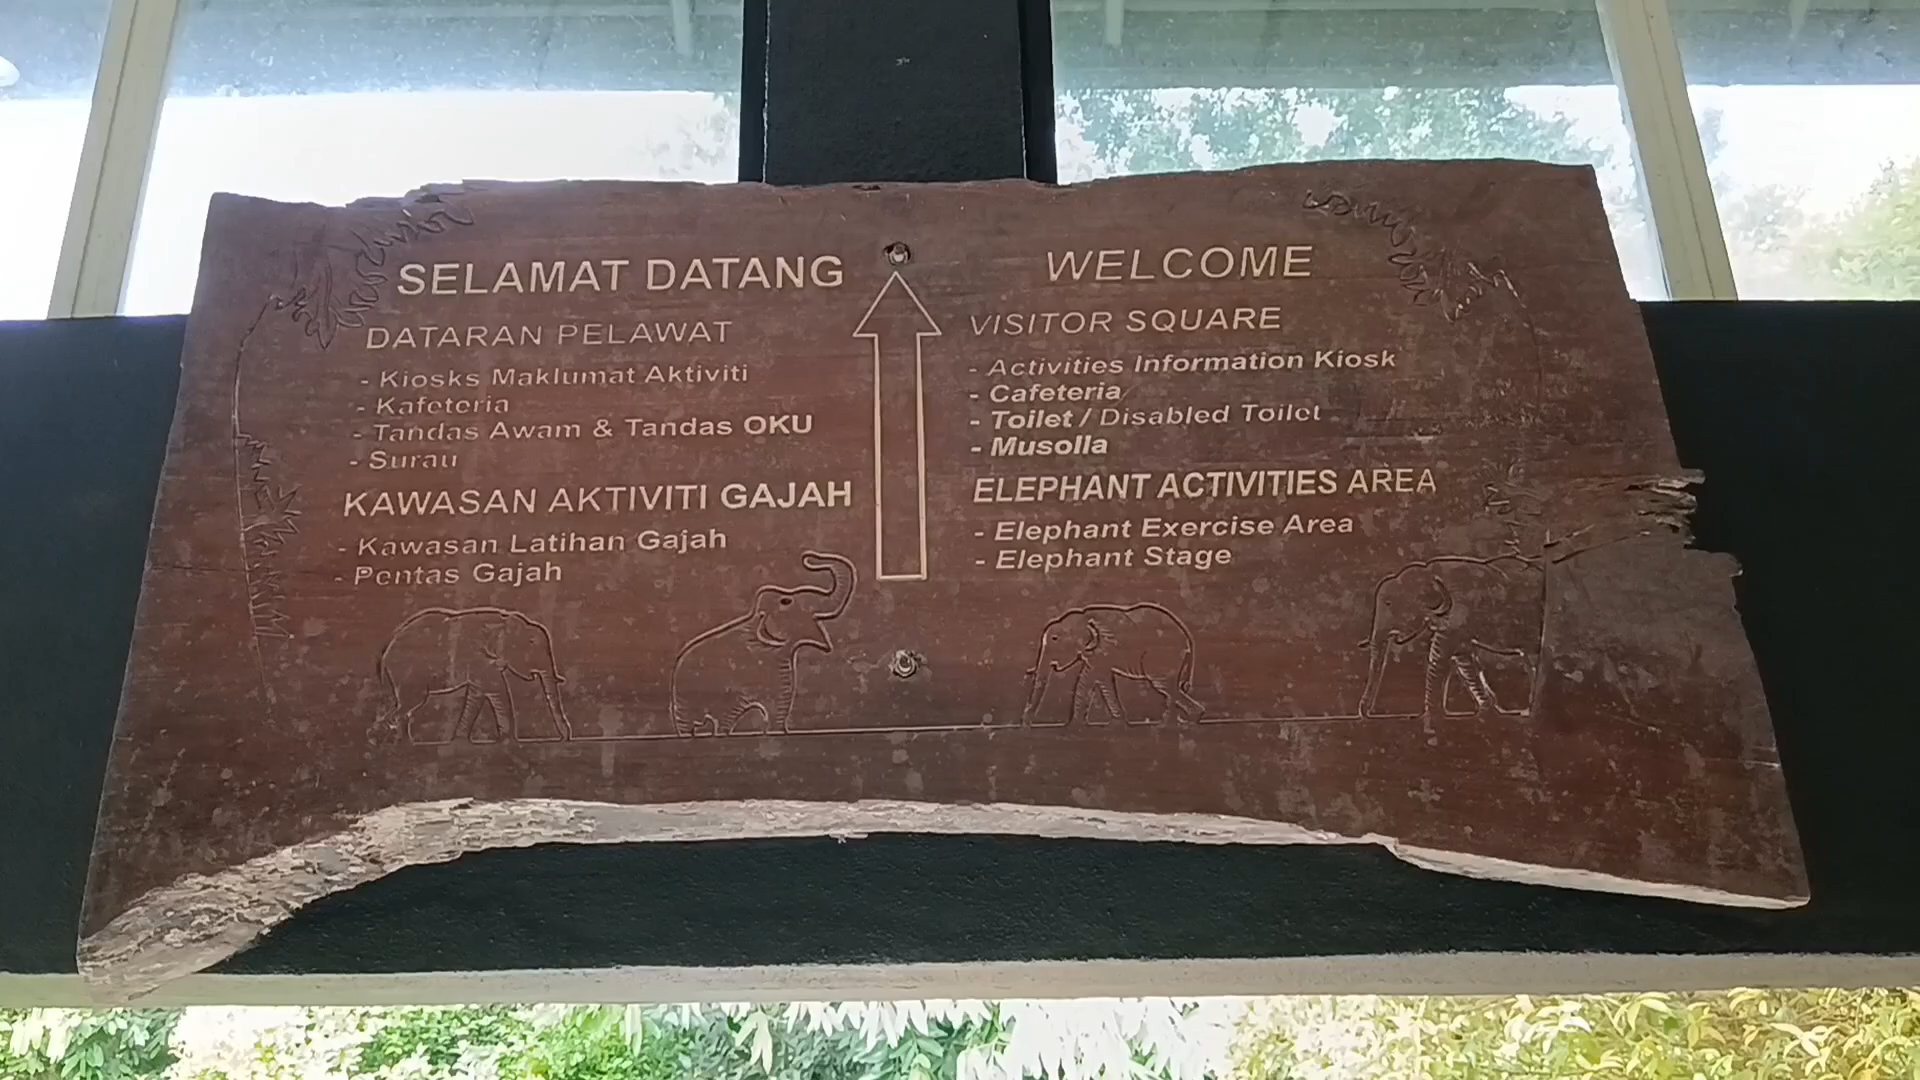 SELAMAT DATANG
DATARAN PELAWAT
- Kiosks Maklumat Aktiviti
- Kafeteria
- Tandas Awam & Tandas OKU
- Surau
KAWASAN AKTIVITI GAJAH
- Kawasan Latihan Gajah
- Pentas Gajah
WELCOME
VISITOR SQUARE
- Activities Information Kiosk
- Cafeteria
- Toilet / Disabled Toilet
- Musolla
ELEPHANT ACTIVITIES AREA
- Elephant Exercise Area
- Elephant Stage